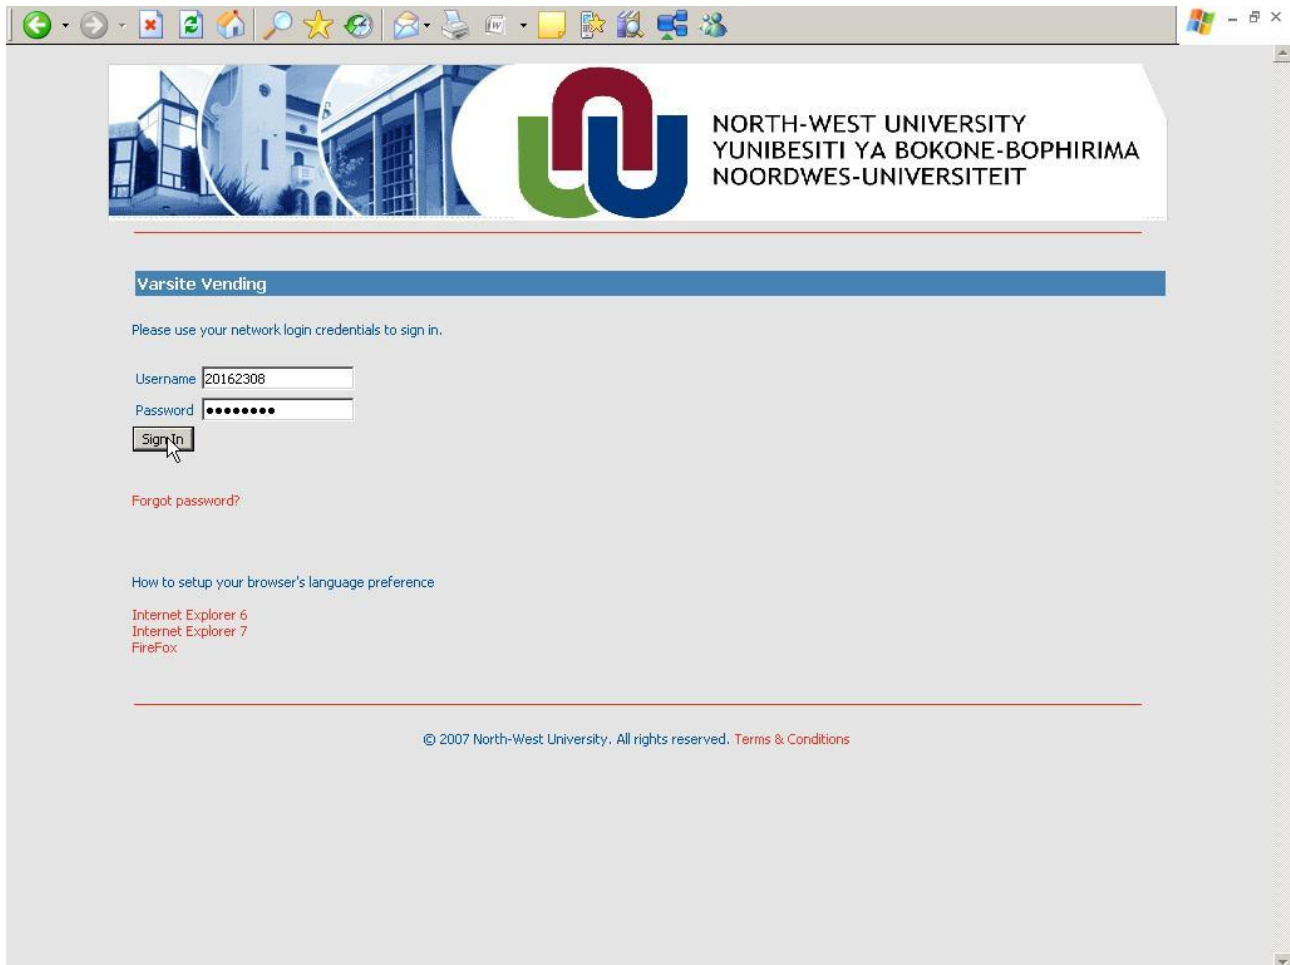 NORTH-WEST UNIVERSITY
YUNIBESITI YA BOKONE-BOPHIRIMA
NOORDWES-UNIVERSITEIT
Varsite Vending
Please use your network login credentials to sign in.
Username 20162308
Password ••••••••
Sign In
Forgot password?
How to setup your browser's language preference
Internet Explorer 6
Internet Explorer 7
FireFox
© 2007 North-West University. All rights reserved. Terms & Conditions